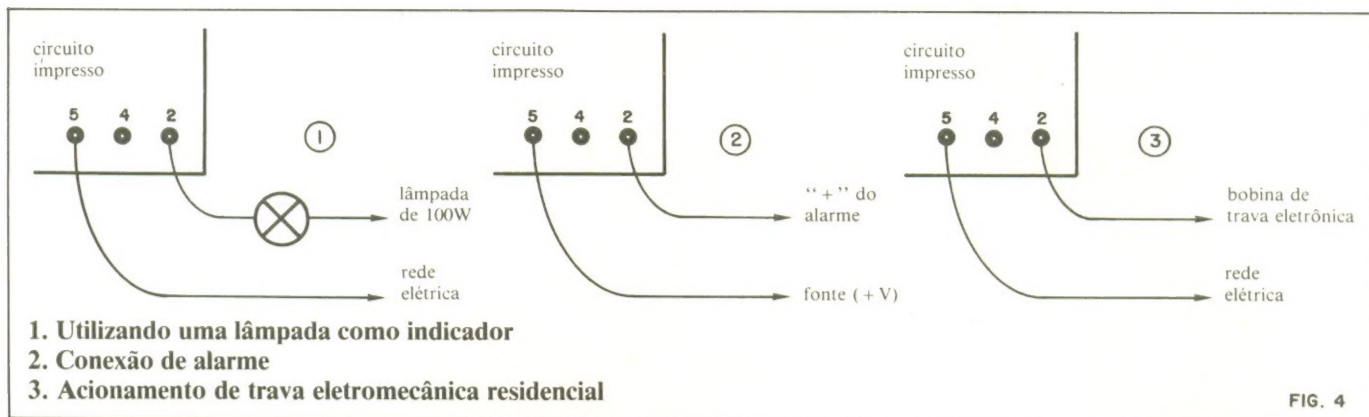 circuito
impresso
5 4 2
1
lâmpada
de 100W
rede
elétrica
circuito
impresso
5 4 2
2
“ + ” do
alarme
fonte ( + V)
circuito
impresso
5 4 2
3
bobina de
trava eletrônica
rede
elétrica
1. Utilizando uma lâmpada como indicador
2. Conexão de alarme
3. Acionamento de trava eletromecânica residencial
FIG. 4